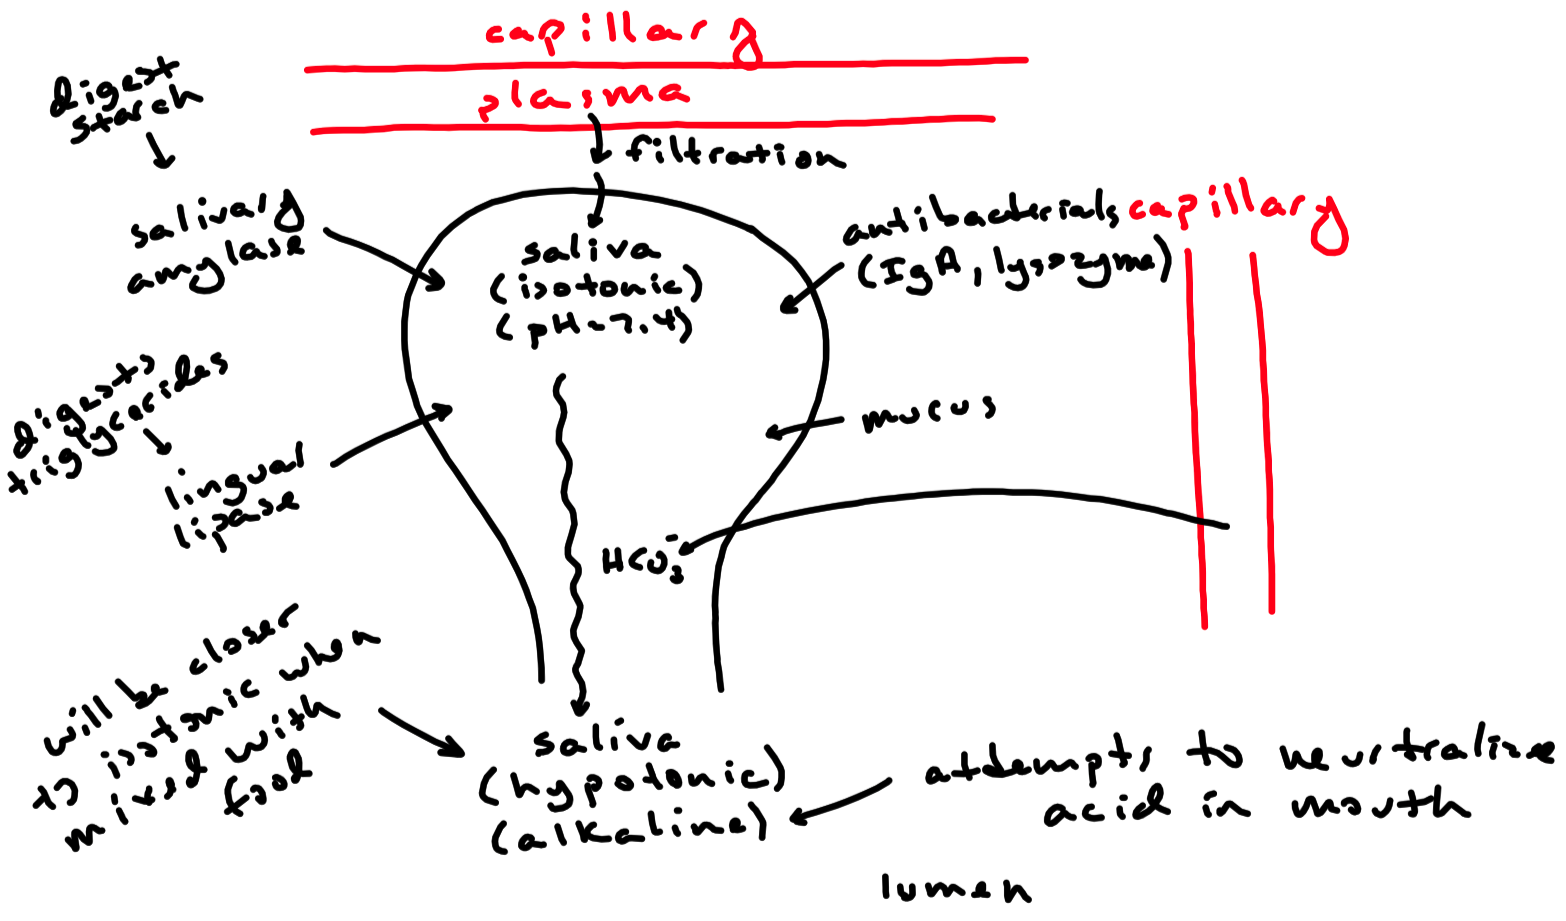 capillary
plasma
filtration
digest
starch
salivary
amylase
saliva
(isotonic)
(pH=7.4)
antibacterials
(IgA, lysozyme)
capillary
digests
triglycerides
lingual
lipase
mucus
HCO₃⁻
will be closer
to isotonic when
mixed with
food
saliva
(hypotonic)
(alkaline)
attempts to neutralize
acid in mouth
lumen